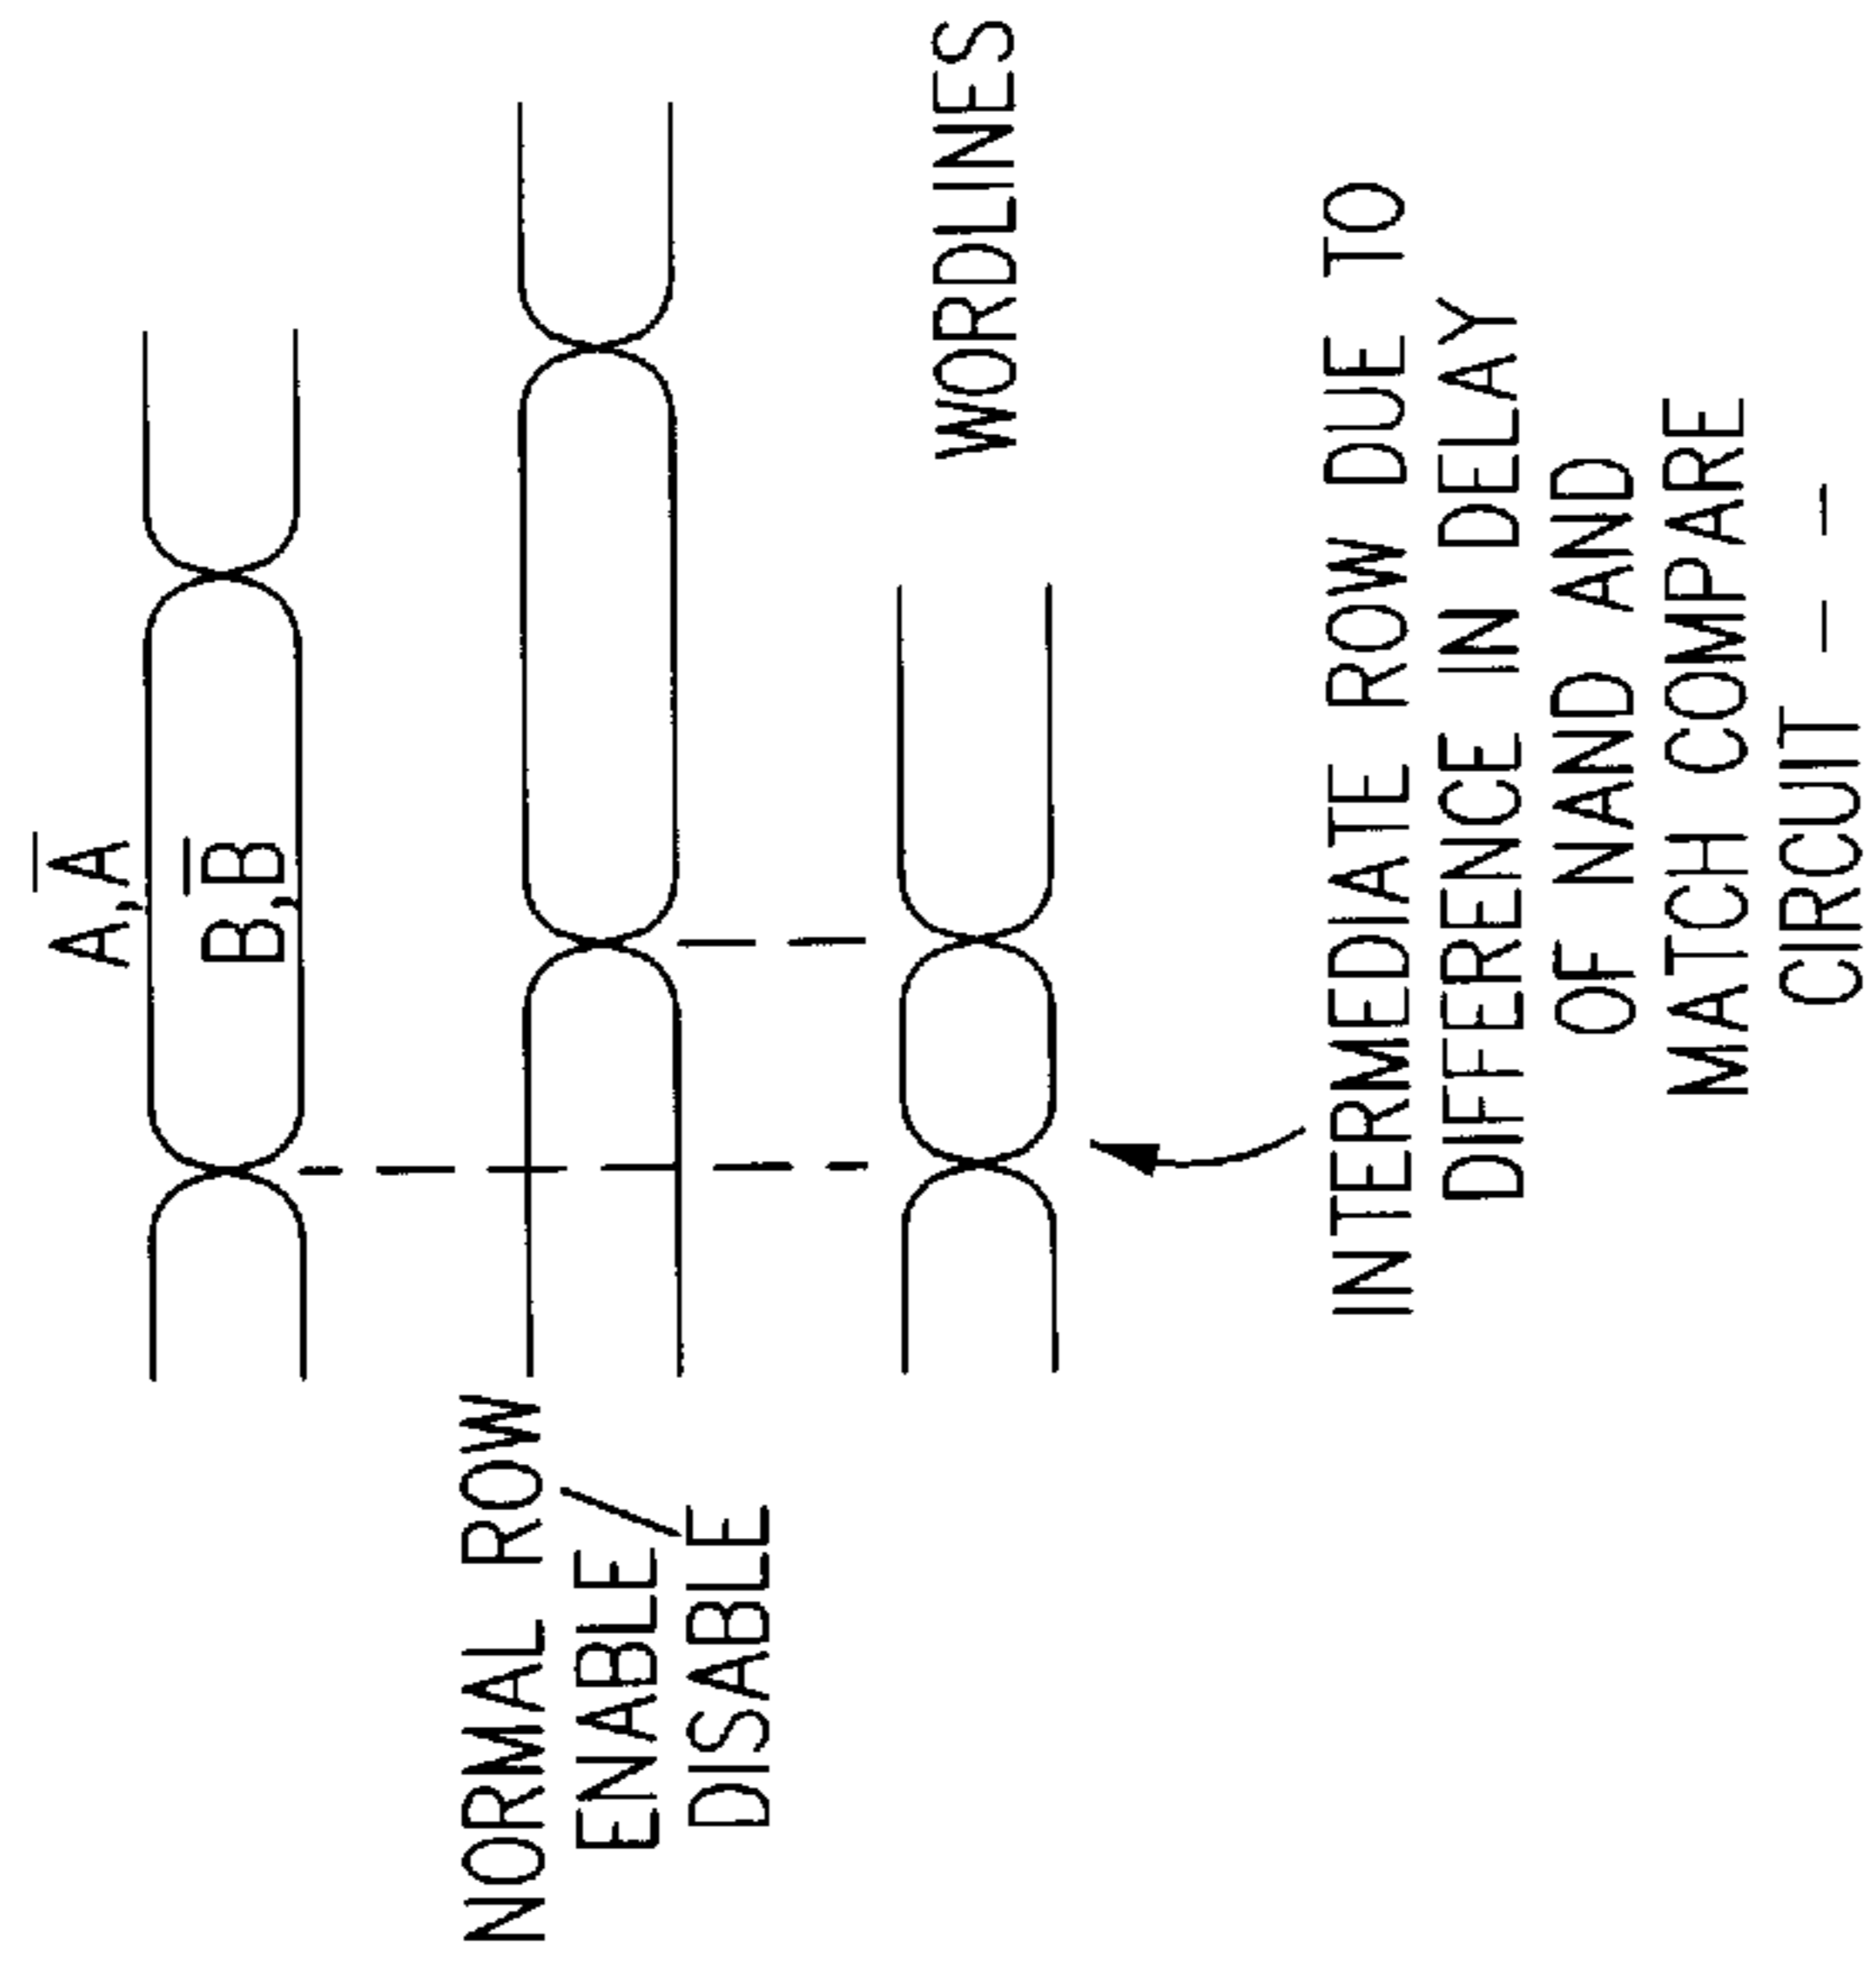 A,A̅
B̅,B
NORMAL ROW
ENABLE/
DISABLE
WORDLINES
INTERMEDIATE ROW DUE TO
DIFFERENCE IN DELAY
OF NAND AND
MATCH COMPARE
CIRCUIT – –